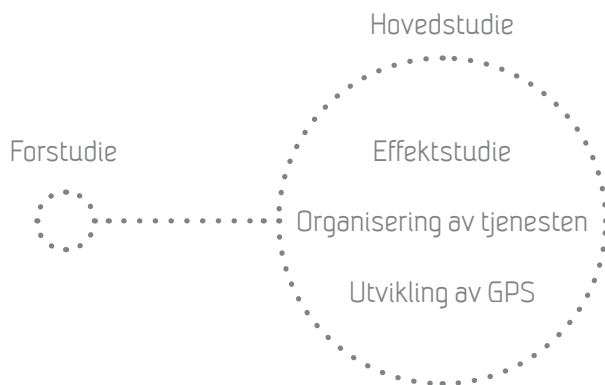 Hovedstudie
Forstudie
Effektstudie
Organisering av tjenesten
Utvikling av GPS